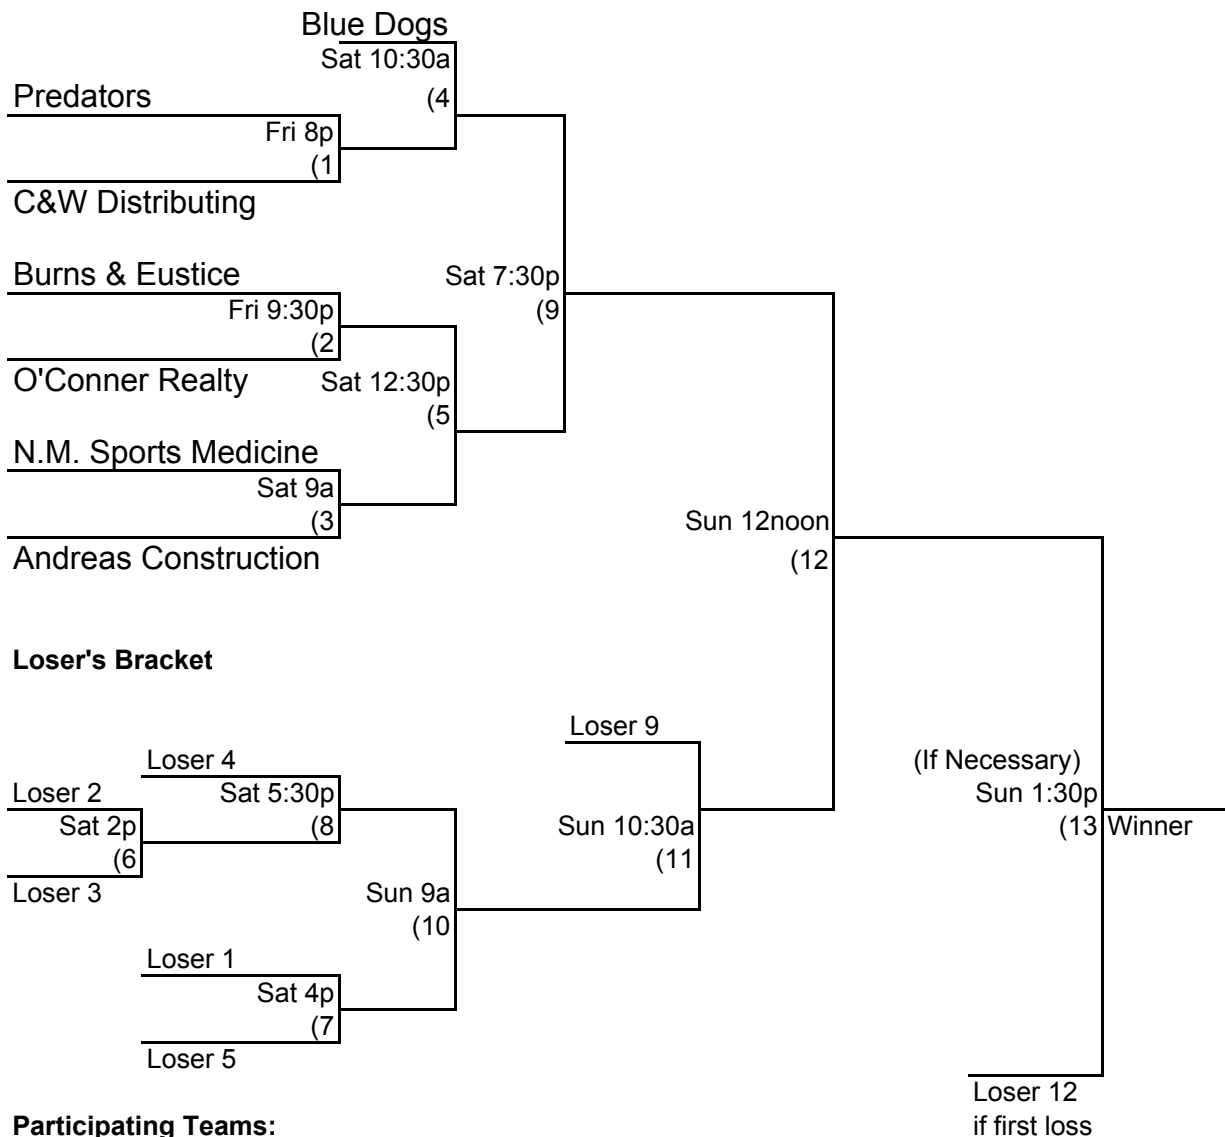 Blue Dogs
Sat 10:30a
(4
Predators
Fri 8p
(1
C&W Distributing
Burns & Eustice
Fri 9:30p
(2
O'Conner Realty
Sat 7:30p
(9
Sat 12:30p
(5
N.M. Sports Medicine
Sat 9a
(3
Andreas Construction
Sun 12noon
(12
Loser's Bracket
Loser 9
Loser 4
Loser 2
Sat 5:30p
(8
Sat 2p
(6
Loser 3
Sun 10:30a
(11
(If Necessary)
Sun 1:30p
(13 Winner
Sun 9a
(10
Loser 1
Sat 4p
(7
Loser 5
Loser 12
if first loss
Participating Teams: